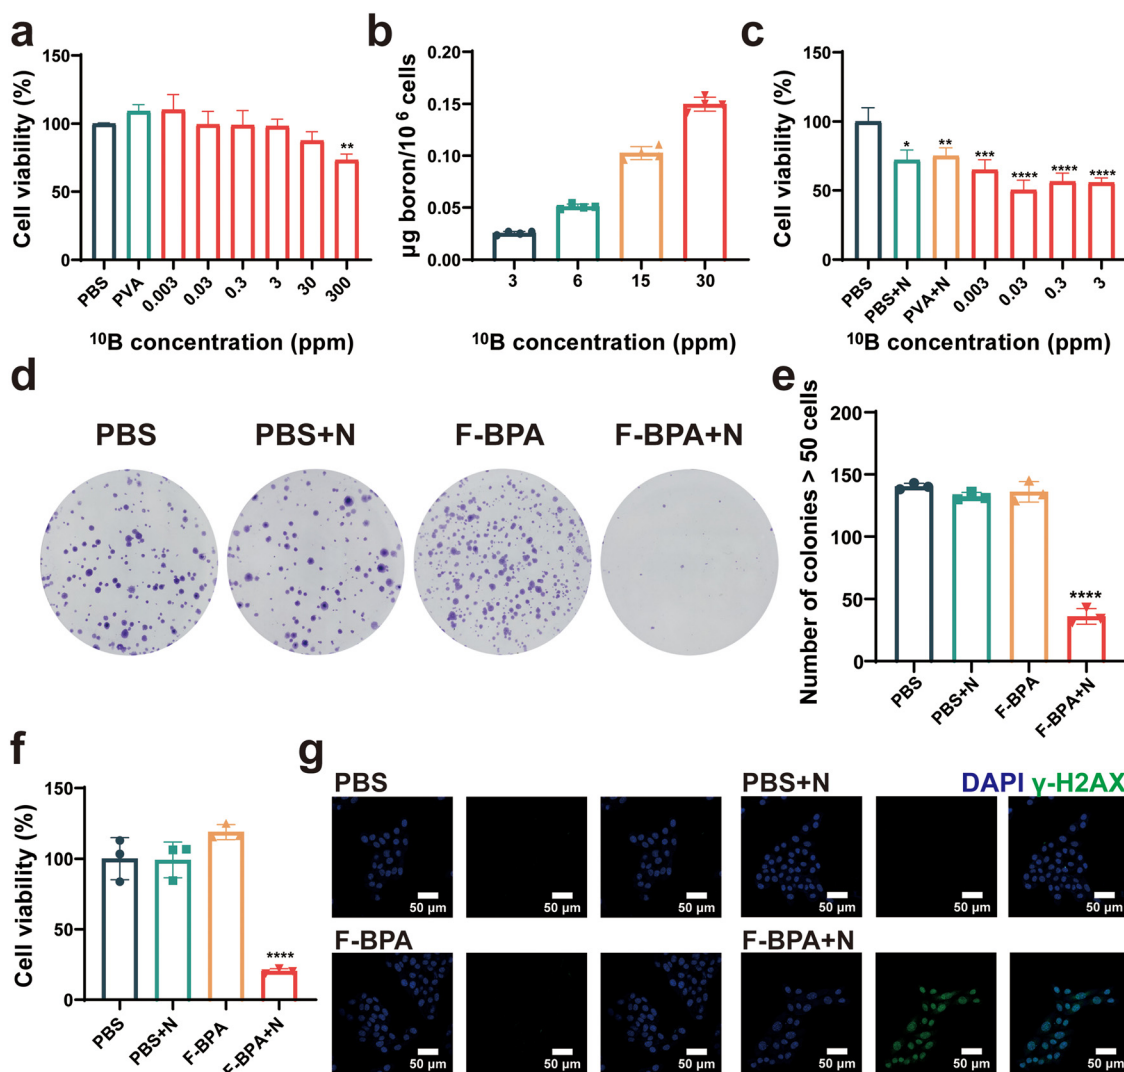 a
150
100
50
0
Cell viability (%)
**
PBS
PVA
0.003
0.03
0.3
3
30
300
¹⁰B concentration (ppm)
b
0.20
0.15
0.10
0.05
0.00
µg boron/10⁶ cells
3
6
15
30
¹⁰B concentration (ppm)
c
150
100
50
0
Cell viability (%)
*
**
***
****
****
****
PBS
PBS+N
PVA+N
0.003
0.03
0.3
3
¹⁰B concentration (ppm)
d
PBS
PBS+N
F-BPA
F-BPA+N
e
200
150
100
50
0
Number of colonies > 50 cells
****
PBS
PBS+N
F-BPA
F-BPA+N
f
150
100
50
0
Cell viability (%)
****
PBS
PBS+N
F-BPA
F-BPA+N
g
PBS
PBS+N
DAPI γ-H2AX
50 µm
50 µm
50 µm
50 µm
50 µm
50 µm
F-BPA
F-BPA+N
50 µm
50 µm
50 µm
50 µm
50 µm
50 µm